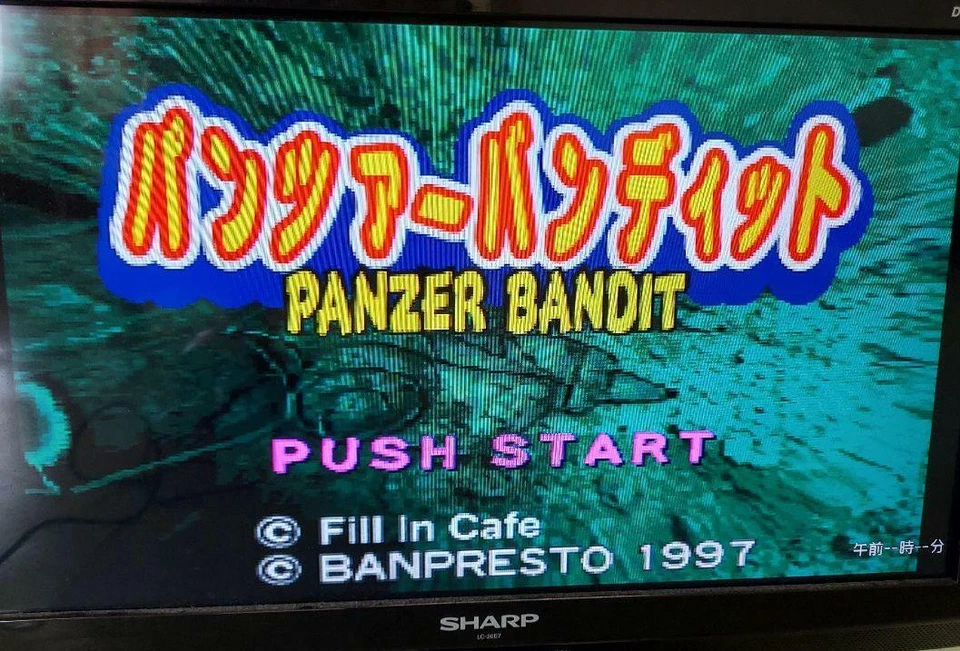 D
パンツァーバンディット
PANZER BANDIT
PUSH START
© Fill In Cafe
© BANPRESTO 1997
午前--時--分
SHARP